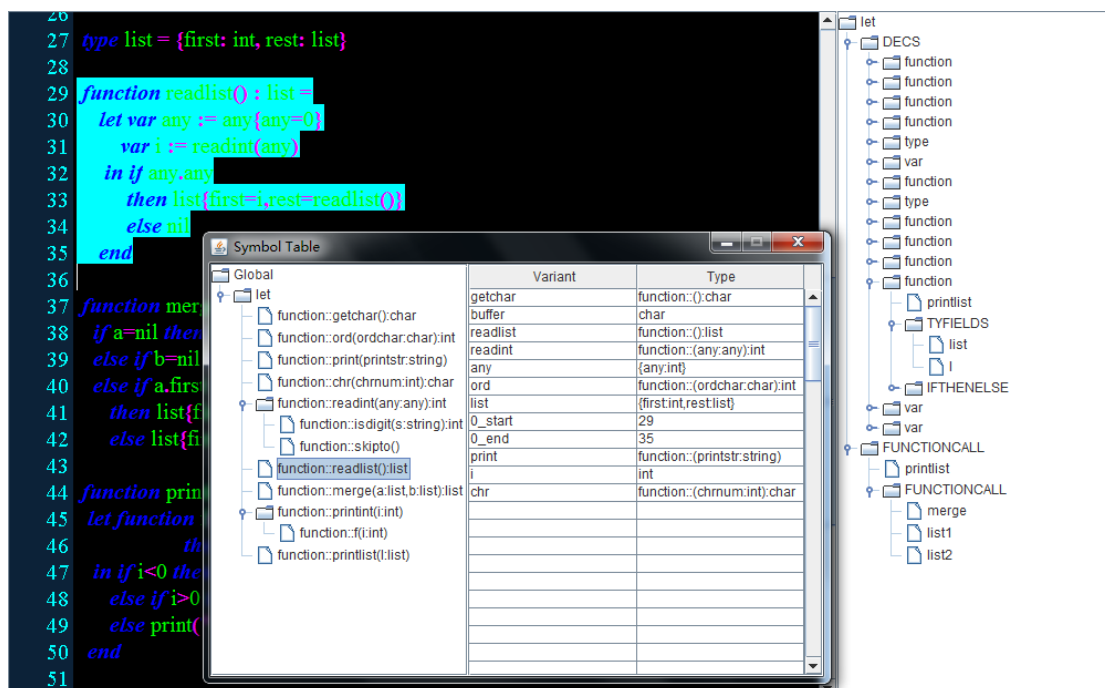 26
27 type list = {first: int, rest: list}
28
29 function readlist() : list =
30 let var any := any{any=0}
31 var i := readint(any)
32 in if any.any
33 then list{first=i,rest=readlist()}
34 else nil
35 end
36
37 function mer
38 if a=nil the
39 else if b=nil
40 else if a.firs
41 then list{f
42 else list{fi
43
44 function prin
45 let function
46 th
47 in if i<0 the
48 else if i>0
49 else print(
50 end
51
Symbol Table
Global
let
function::getchar():char
function::ord(ordchar:char):int
function::print(printstr:string)
function::chr(chrnum:int):char
function::readint(any:any):int
function::isdigit(s:string):int
function::skipto()
function::readlist():list
function::merge(a:list,b:list):list
function::printint(i:int)
function::f(i:int)
function::printlist(l:list)
Variant Type
getchar function::():char
buffer char
readlist function::():list
readint function::(any:any):int
any {any:int}
ord function::(ordchar:char):int
list {first:int,rest:list}
0_start 29
0_end 35
print function::(printstr:string)
i int
chr function::(chrnum:int):char
let
DECS
function
function
function
function
type
var
function
type
function
function
function
function
printlist
TYFIELDS
list
l
IFTHENELSE
var
var
FUNCTIONCALL
printlist
FUNCTIONCALL
merge
list1
list2